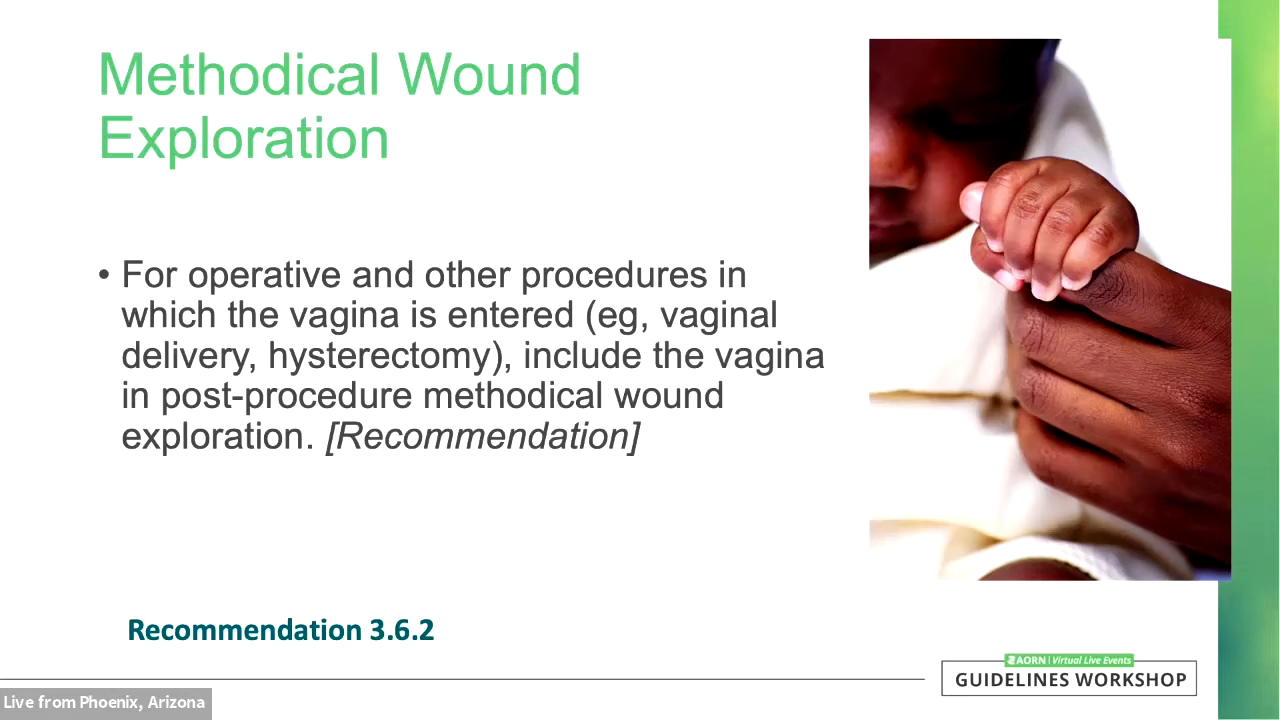 Methodical Wound
Exploration
• For operative and other procedures in
which the vagina is entered (eg, vaginal
delivery, hysterectomy), include the vagina
in post-procedure methodical wound
exploration. [Recommendation]
Recommendation 3.6.2
AORN | Virtual Live Events
GUIDELINES WORKSHOP
Live from Phoenix, Arizona